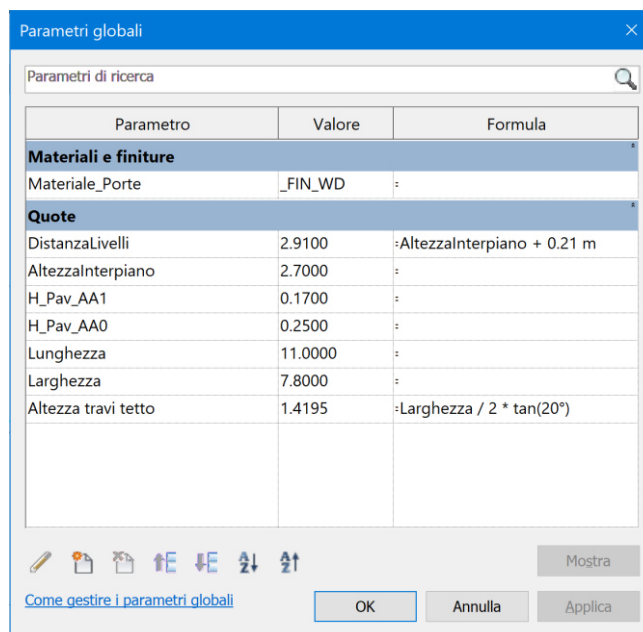 Parametri globali
Parametri di ricerca
Parametro Valore Formula
Materiali e finiture
Materiale_Porte _FIN_WD =
Quote
DistanzaLivelli 2.9100 =AltezzaInterpiano + 0.21 m
AltezzaInterpiano 2.7000 =
H_Pav_AA1 0.1700 =
H_Pav_AA0 0.2500 =
Lunghezza 11.0000 =
Larghezza 7.8000 =
Altezza travi tetto 1.4195 =Larghezza / 2 * tan(20°)
Mostra
Come gestire i parametri globali OK Annulla Applica